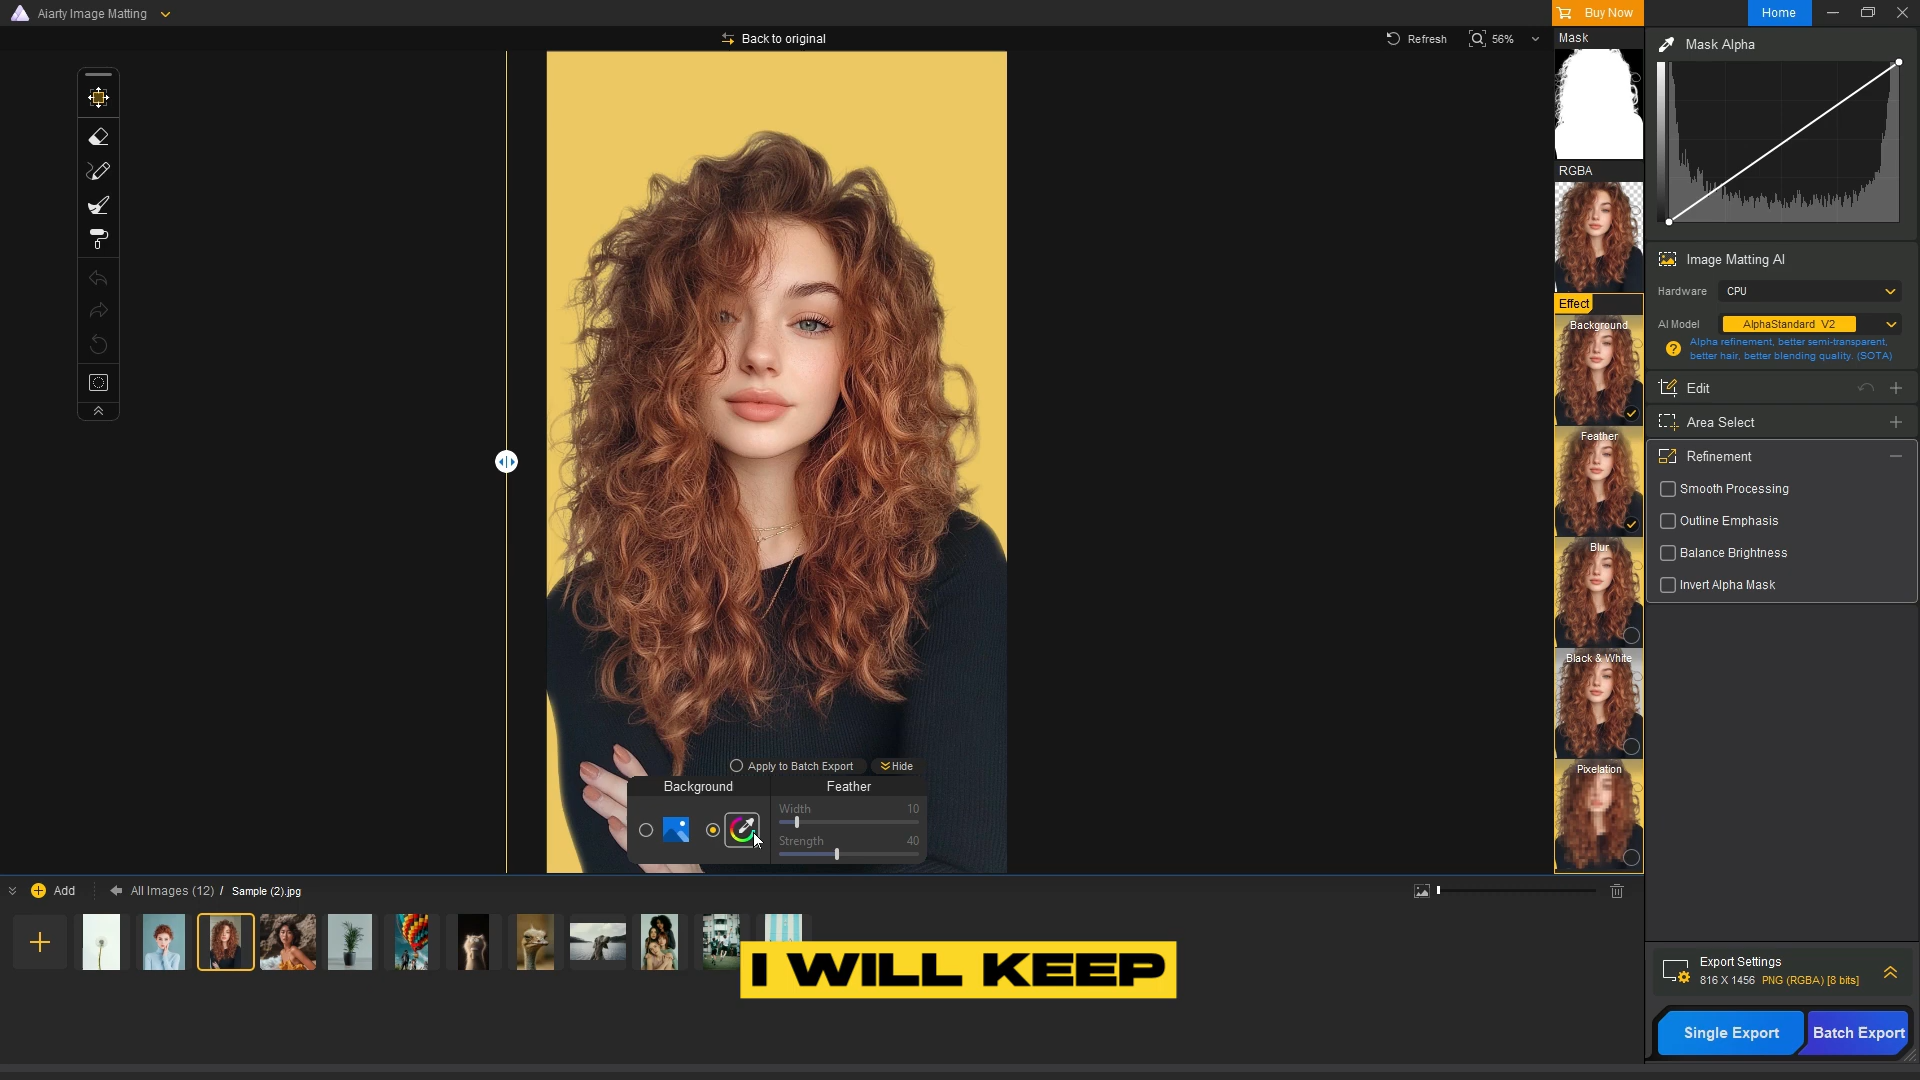 Aiarty Image Matting
Buy Now
Home
Back to original
Refresh
56%
Mask
Mask Alpha
RGBA
Image Matting AI
Hardware
CPU
Effect
AI Model
AlphaStandard V2
Background
Alpha refinement, better semi-transparent,
better hair, better blending quality. (SOTA)
Edit
Area Select
Feather
Refinement
Smooth Processing
Outline Emphasis
Blur
Balance Brightness
Invert Alpha Mask
Black & White
Apply to Batch Export
Hide
Pixelation
Background
Feather
Width
10
Strength
40
Add
All Images (12) / Sample (2).jpg
I WILL KEEP
Export Settings
816 X 1456 PNG (RGBA) [8 bits]
Single Export
Batch Export